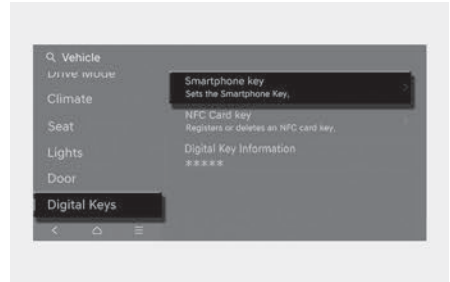 Vehicle
Drive Mode
Climate
Seat
Lights
Door
Digital Keys
Smartphone key
Sets the Smartphone Key,
NFC Card key
Registers or deletes an NFC card key,
Digital Key Information
*****